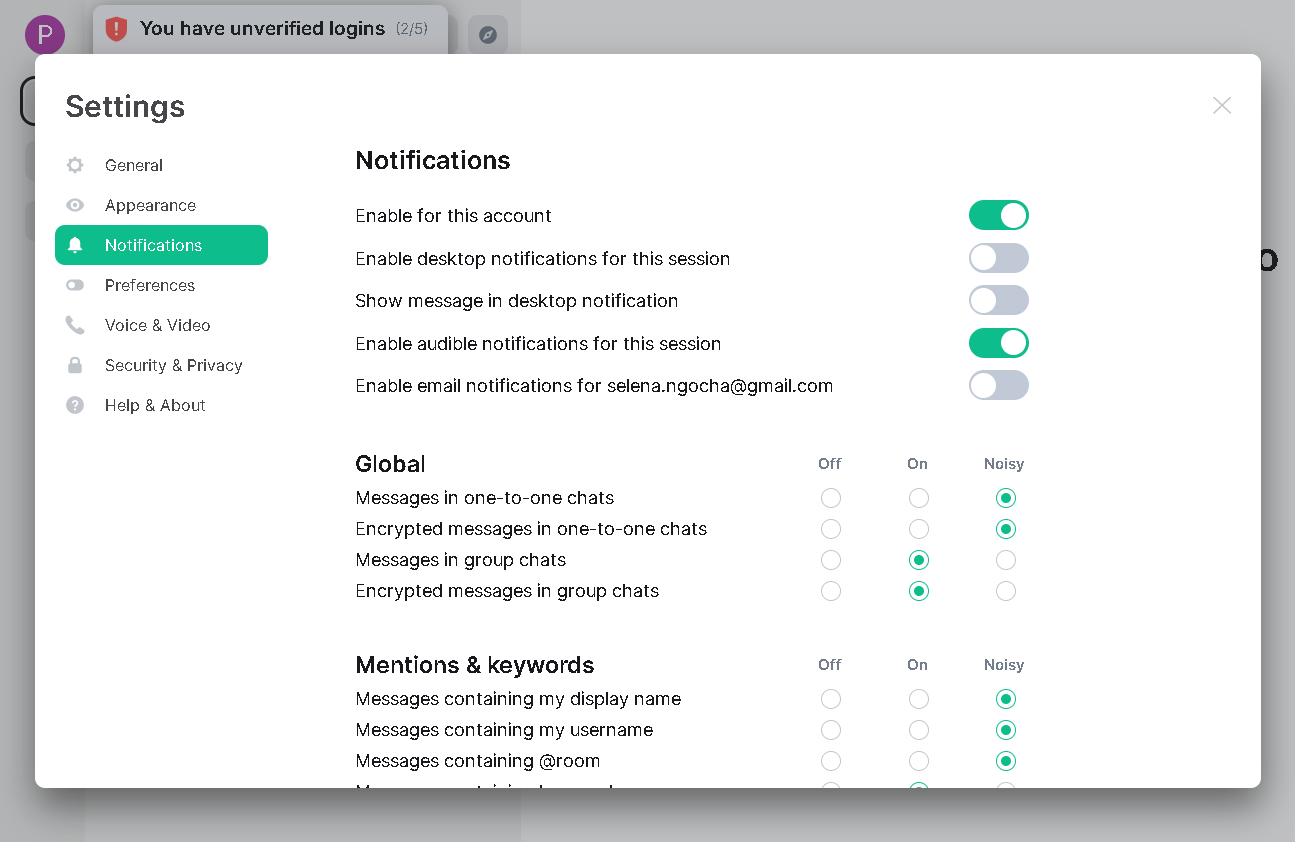 P
You have unverified logins (2/5)
Settings
General
Appearance
Notifications
Preferences
Voice & Video
Security & Privacy
Help & About
Notifications
Enable for this account
Enable desktop notifications for this session
Show message in desktop notification
Enable audible notifications for this session
Enable email notifications for selena.ngocha@gmail.com
Global Off On Noisy
Messages in one-to-one chats
Encrypted messages in one-to-one chats
Messages in group chats
Encrypted messages in group chats
Mentions & keywords Off On Noisy
Messages containing my display name
Messages containing my username
Messages containing @room